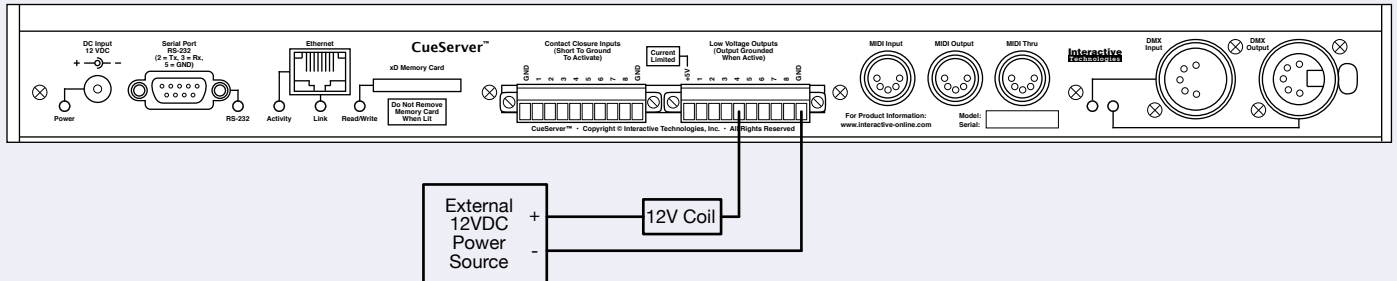 DC Input
12 VDC
+ −
Power
Serial Port
RS-232
(2 = Tx, 3 = Rx,
5 = GND)
RS-232
Ethernet
Activity
Link
CueServer™
xD Memory Card
Read/Write
Do Not Remove
Memory Card
When Lit
Contact Closure Inputs
(Short To Ground
To Activate)
GND 1 2 3 4 5 6 7 8 GND
Current
Limited
Low Voltage Outputs
(Output Grounded
When Active)
+5V 1 2 3 4 5 6 7 8 GND
CueServer™ • Copyright © Interactive Technologies, Inc. • All Rights Reserved
MIDI Input
MIDI Output
MIDI Thru
For Product Information:
www.interactive-online.com
Model:
Serial:
Interactive
Technologies
DMX
Input
DMX
Output
External
12VDC
Power
Source
+
-
12V Coil